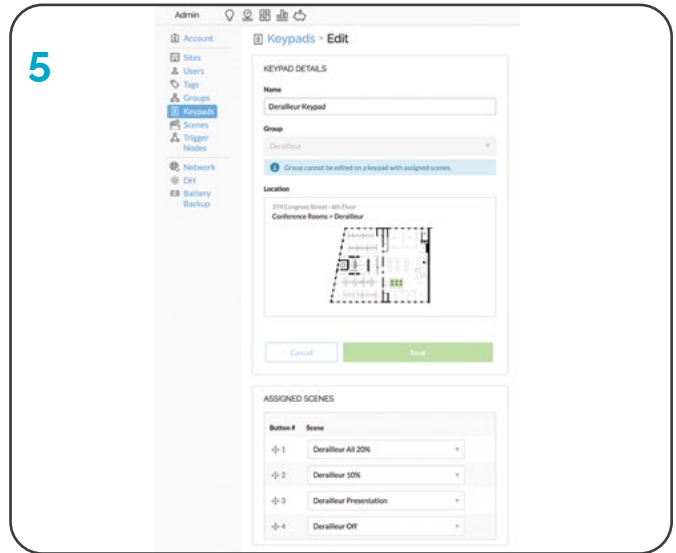 5
Admin
Account
Sites
Users
Tags
Groups
Keypads
Scenes
Trigger
Nodes
Network
DH
Battery
Backup
Keypads > Edit
KEYPAD DETAILS
Name
Derailleur Keypad
Group
Derailleur
Group cannot be edited on a keypad with assigned scenes.
Location
374 Congress Street - 6th Floor
Conference Rooms > Derailleur
Cancel
Save
ASSIGNED SCENES
Button # Scene
1 Derailleur All 20%
2 Derailleur 10%
3 Derailleur Presentation
4 Derailleur Off